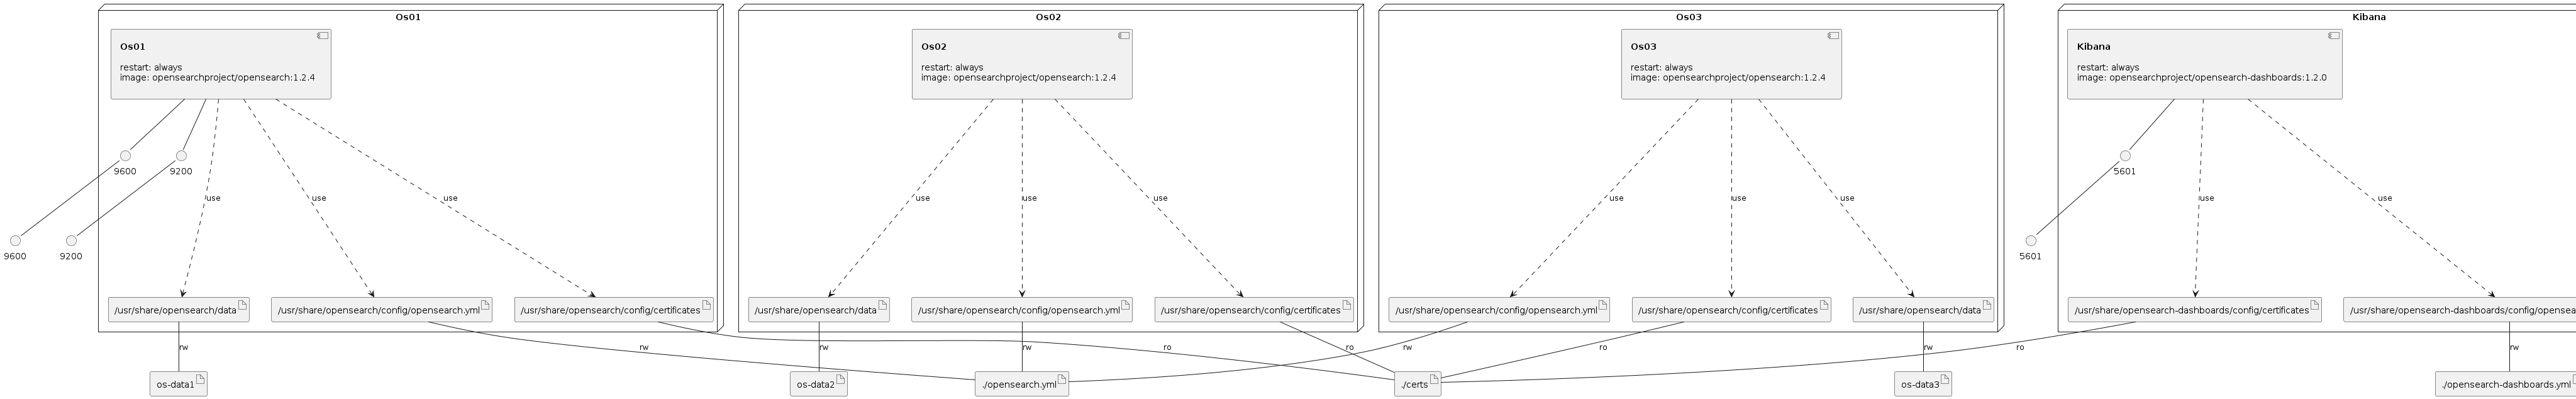 Os01
Os02
Os03
Kibana
Os01
restart: always
image: opensearchproject/opensearch:1.2.4
Os02
restart: always
image: opensearchproject/opensearch:1.2.4
Os03
restart: always
image: opensearchproject/opensearch:1.2.4
Kibana
restart: always
image: opensearchproject/opensearch-dashboards:1.2.0
9600
9200
5601
use
use
use
use
use
use
use
use
use
use
use
9600
9200
5601
/usr/share/opensearch/data
/usr/share/opensearch/config/opensearch.yml
/usr/share/opensearch/config/certificates
/usr/share/opensearch/data
/usr/share/opensearch/config/opensearch.yml
/usr/share/opensearch/config/certificates
/usr/share/opensearch/config/opensearch.yml
/usr/share/opensearch/config/certificates
/usr/share/opensearch/data
/usr/share/opensearch-dashboards/config/certificates
/usr/share/opensearch-dashboards/config/opensea
rw
rw
ro
rw
rw
ro
rw
ro
rw
ro
rw
os-data1
os-data2
./opensearch.yml
./certs
os-data3
./opensearch-dashboards.yml